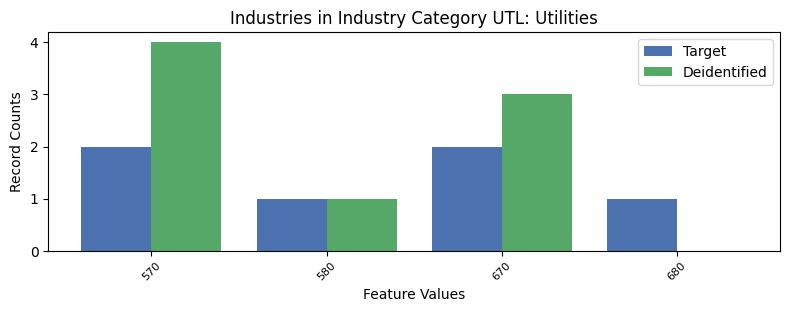 Industries in Industry Category UTL: Utilities
Target
Deidentified
Record Counts
4
3
2
1
0
570
580
670
680
Feature Values